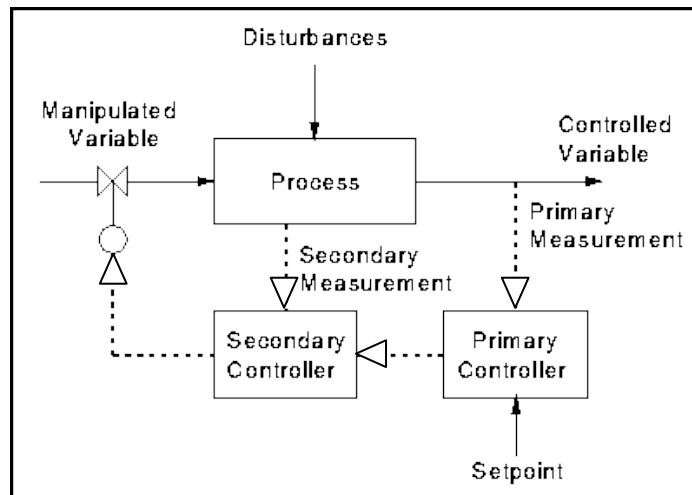 Disturbances
Manipulated
Variable
Controlled
Variable
Process
Primary
Measurement
Secondary
Measurement
Secondary
Controller
Primary
Controller
Setpoint